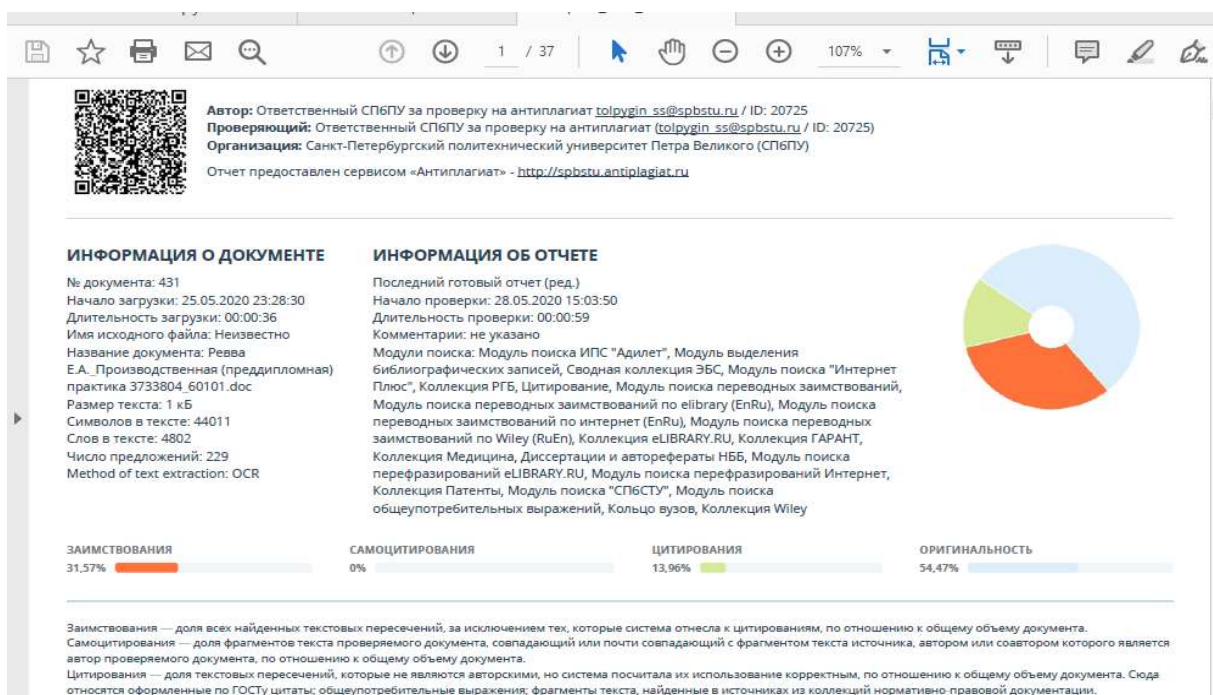 1 / 37
107%
Автор: Ответственный СПбПУ за проверку на антиплагиат tolpygin_ss@spbstu.ru / ID: 20725
Проверяющий: Ответственный СПбПУ за проверку на антиплагиат (tolpygin_ss@spbstu.ru / ID: 20725)
Организация: Санкт-Петербургский политехнический университет Петра Великого (СПбПУ)
Отчет предоставлен сервисом «Антиплагиат» - http://spbstu.antiplagiat.ru
ИНФОРМАЦИЯ О ДОКУМЕНТЕ
№ документа: 431
Начало загрузки: 25.05.2020 23:28:30
Длительность загрузки: 00:00:36
Имя исходного файла: Неизвестно
Название документа: Ревва
Е.А._Производственная (преддипломная)
практика 3733804_60101.doc
Размер текста: 1 кБ
Символов в тексте: 44011
Слов в тексте: 4802
Число предложений: 229
Method of text extraction: OCR
ИНФОРМАЦИЯ ОБ ОТЧЕТЕ
Последний готовый отчет (ред.)
Начало проверки: 28.05.2020 15:03:50
Длительность проверки: 00:00:59
Комментарии: не указано
Модули поиска: Модуль поиска ИПС "Адилет", Модуль выделения
библиографических записей, Сводная коллекция ЭБС, Модуль поиска "Интернет
Плюс", Коллекция РГБ, Цитирование, Модуль поиска переводных заимствований,
Модуль поиска переводных заимствований по elibrary (EnRu), Модуль поиска
переводных заимствований по интернет (EnRu), Модуль поиска переводных
заимствований по Wiley (RuEn), Коллекция eLIBRARY.RU, Коллекция ГАРАНТ,
Коллекция Медицина, Диссертации и авторефераты НББ, Модуль поиска
перефразирований eLIBRARY.RU, Модуль поиска перефразирований Интернет,
Коллекция Патенты, Модуль поиска "СПбСТУ", Модуль поиска
общеупотребительных выражений, Кольцо вузов, Коллекция Wiley
ЗАИМСТВОВАНИЯ
31,57%
САМОЦИТИРОВАНИЯ
0%
ЦИТИРОВАНИЯ
13,96%
ОРИГИНАЛЬНОСТЬ
54,47%
Заимствования — доля всех найденных текстовых пересечений, за исключением тех, которые система отнесла к цитированиям, по отношению к общему объему документа.
Самоцитирования — доля фрагментов текста проверяемого документа, совпадающий или почти совпадающий с фрагментом текста источника, автором или соавтором которого является
автор проверяемого документа, по отношению к общему объему документа.
Цитирования — доля текстовых пересечений, которые не являются авторскими, но система посчитала их использование корректным, по отношению к общему объему документа. Сюда
относятся оформленные по ГОСТу цитаты; общеупотребительные выражения; фрагменты текста, найденные в источниках из коллекций нормативно-правовой документации.